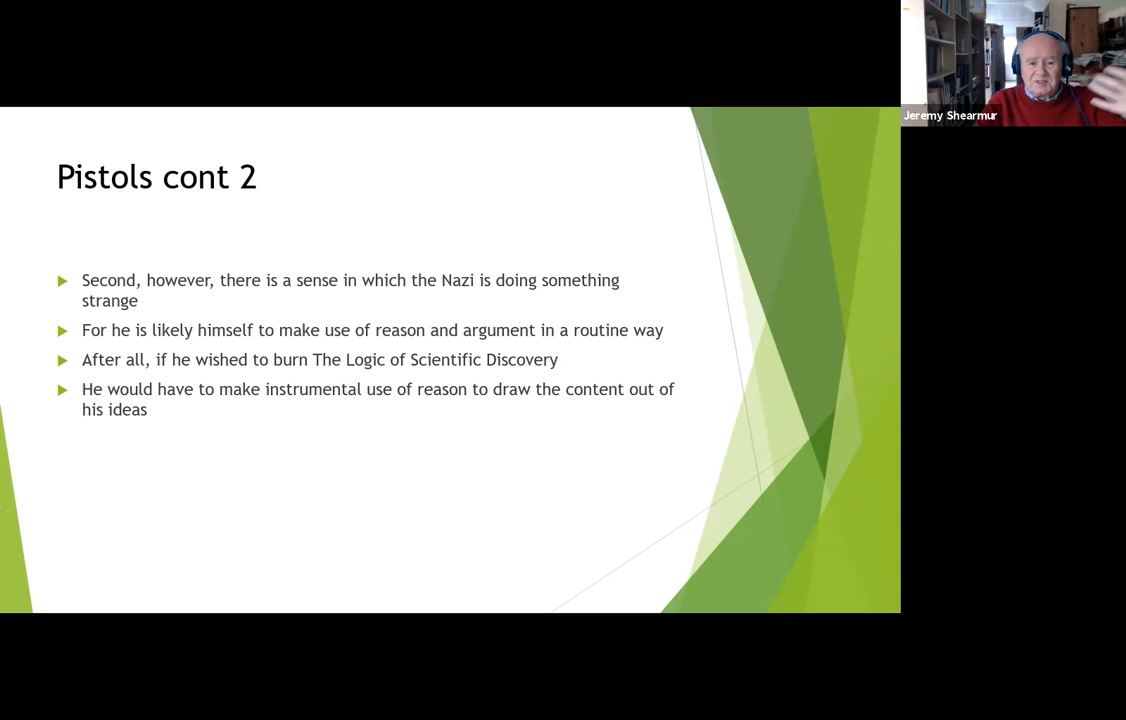 Jeremy Shearmur
Pistols cont 2
Second, however, there is a sense in which the Nazi is doing something
strange
For he is likely himself to make use of reason and argument in a routine way
After all, if he wished to burn The Logic of Scientific Discovery
He would have to make instrumental use of reason to draw the content out of
his ideas